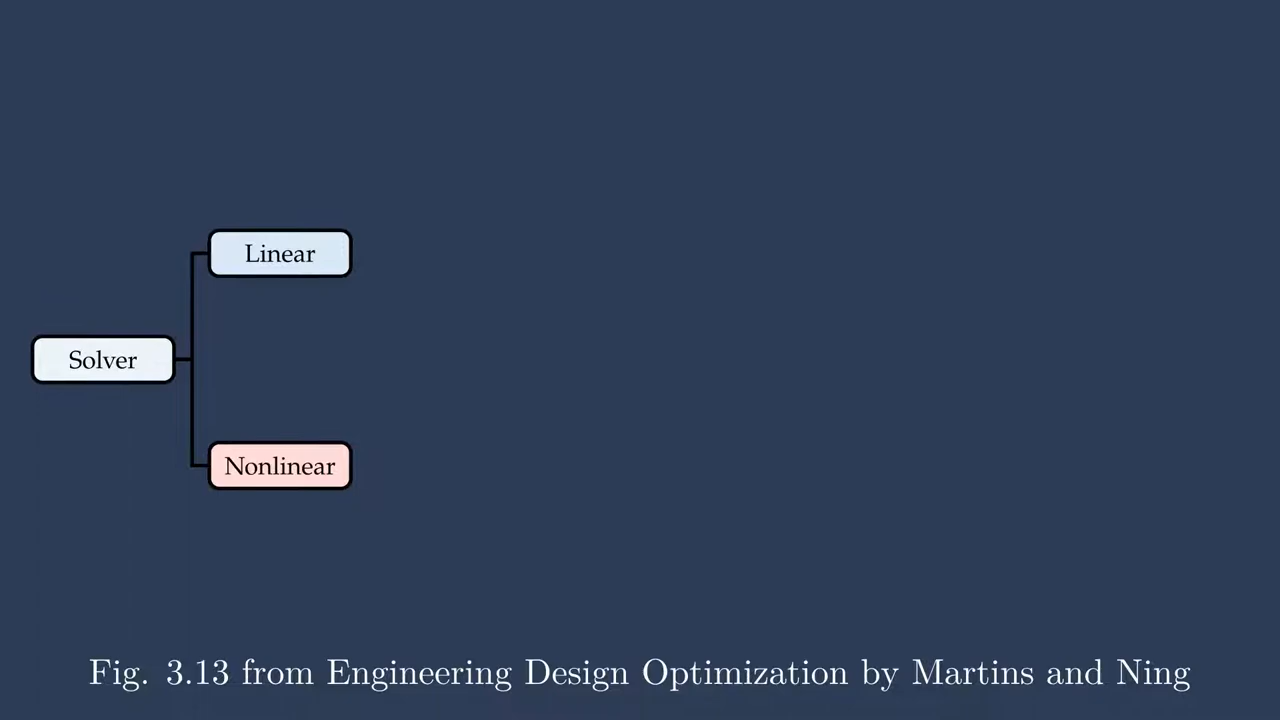 Linear
Solver
Nonlinear
Fig. 3.13 from Engineering Design Optimization by Martins and Ning